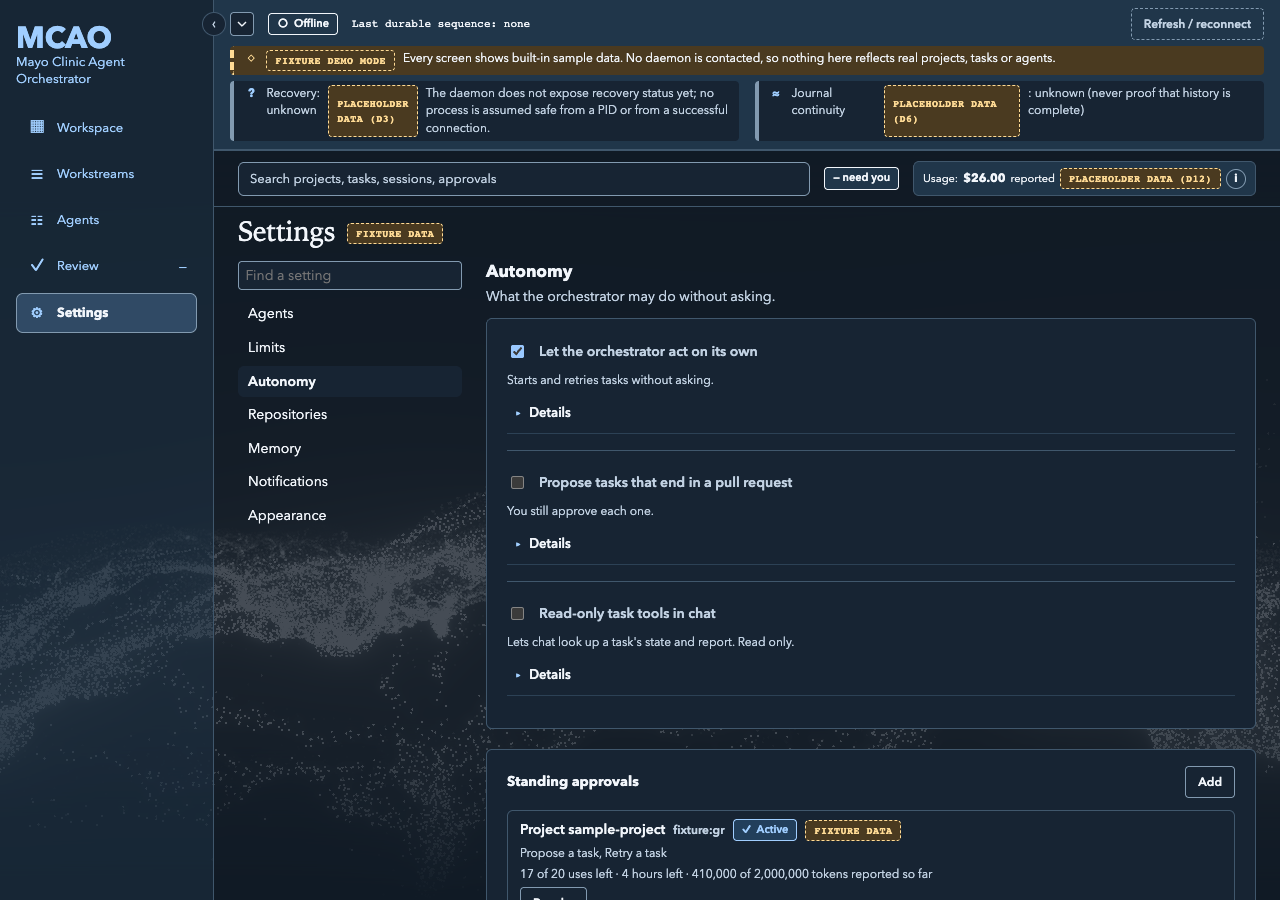 MCAO
Mayo Clinic Agent
Orchestrator
Workspace
Workstreams
Agents
Review –
Settings
Offline
Last durable sequence: none
Refresh / reconnect
FIXTURE DEMO MODE Every screen shows built-in sample data. No daemon is contacted, so nothing here reflects real projects, tasks or agents.
? Recovery:
unknown
PLACEHOLDER
DATA (D3)
The daemon does not expose recovery status yet; no
process is assumed safe from a PID or from a successful
connection.
≈ Journal
continuity
PLACEHOLDER DATA
(D6)
: unknown (never proof that history is
complete)
Search projects, tasks, sessions, approvals
– need you
Usage: $26.00 reported PLACEHOLDER DATA (D12) i
Settings FIXTURE DATA
Find a setting
Agents
Limits
Autonomy
Repositories
Memory
Notifications
Appearance
Autonomy
What the orchestrator may do without asking.
Let the orchestrator act on its own
Starts and retries tasks without asking.
Details
Propose tasks that end in a pull request
You still approve each one.
Details
Read-only task tools in chat
Lets chat look up a task's state and report. Read only.
Details
Standing approvals
Add
Project sample-project fixture:gr ✓ Active FIXTURE DATA
Propose a task, Retry a task
17 of 20 uses left · 4 hours left · 410,000 of 2,000,000 tokens reported so far